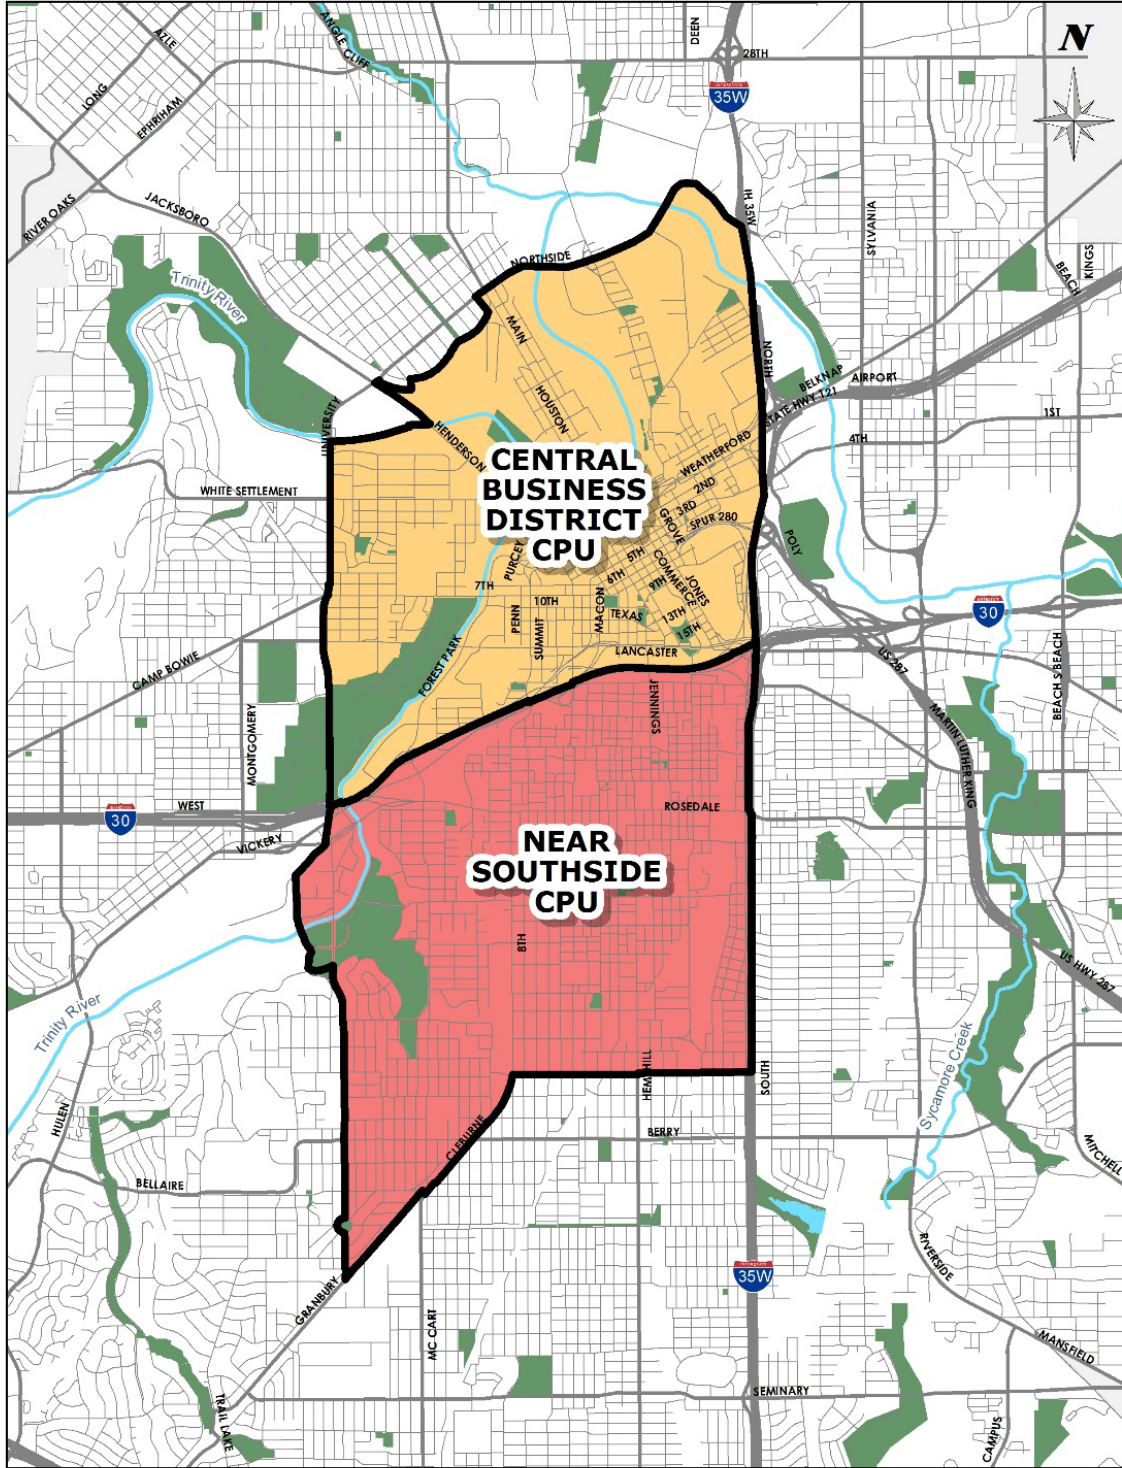 ANGLE
CLIFF
DEEN
N
AZLE
28TH
35W
LONG
EPHRIHAM
RIVER OAKS
JACKSBORO
IH 35W
SYLVANIA
KINGS
BEACH
NORTHSIDE
Trinity River
MAIN
HOUSTON
NORTH
BELKNAP
AIRPORT
STATE HWY 121
1ST
4TH
UNIVERSITY
HENDERSON
WEATHERFORD
CENTRAL
BUSINESS
DISTRICT
CPU
WHITE SETTLEMENT
2ND
3RD
GROVE
SPUR 280
POLY
PURCEY
5TH
6TH
7TH
9TH
COMMERCE
JONES
10TH
PENN
SUMMIT
MACON
TEXAS
13TH
15TH
30
LANCASTER
FOREST PARK
CAMP BOWIE
US 287
BEACH S/BEACH
JENNINGS
MONTGOMERY
MARTIN LUTHER KING
WEST
30
ROSEDALE
VICKERY
NEAR
SOUTHSIDE
CPU
8TH
US HWY 287
Trinity River
Sycamore Creek
HEMPHILL
SOUTH
HULEN
CLEBURNE
BERRY
MITCHELL
BELLAIRE
RIVERSIDE
35W
GRANBURY
MC CART
MANSFIELD
SEMINARY
TRAIL LAKE
CAMPUS